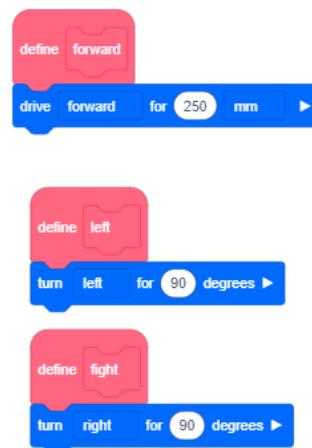 define forward
drive forward for 250 mm
define left
turn left for 90 degrees
define fight
turn right for 90 degrees